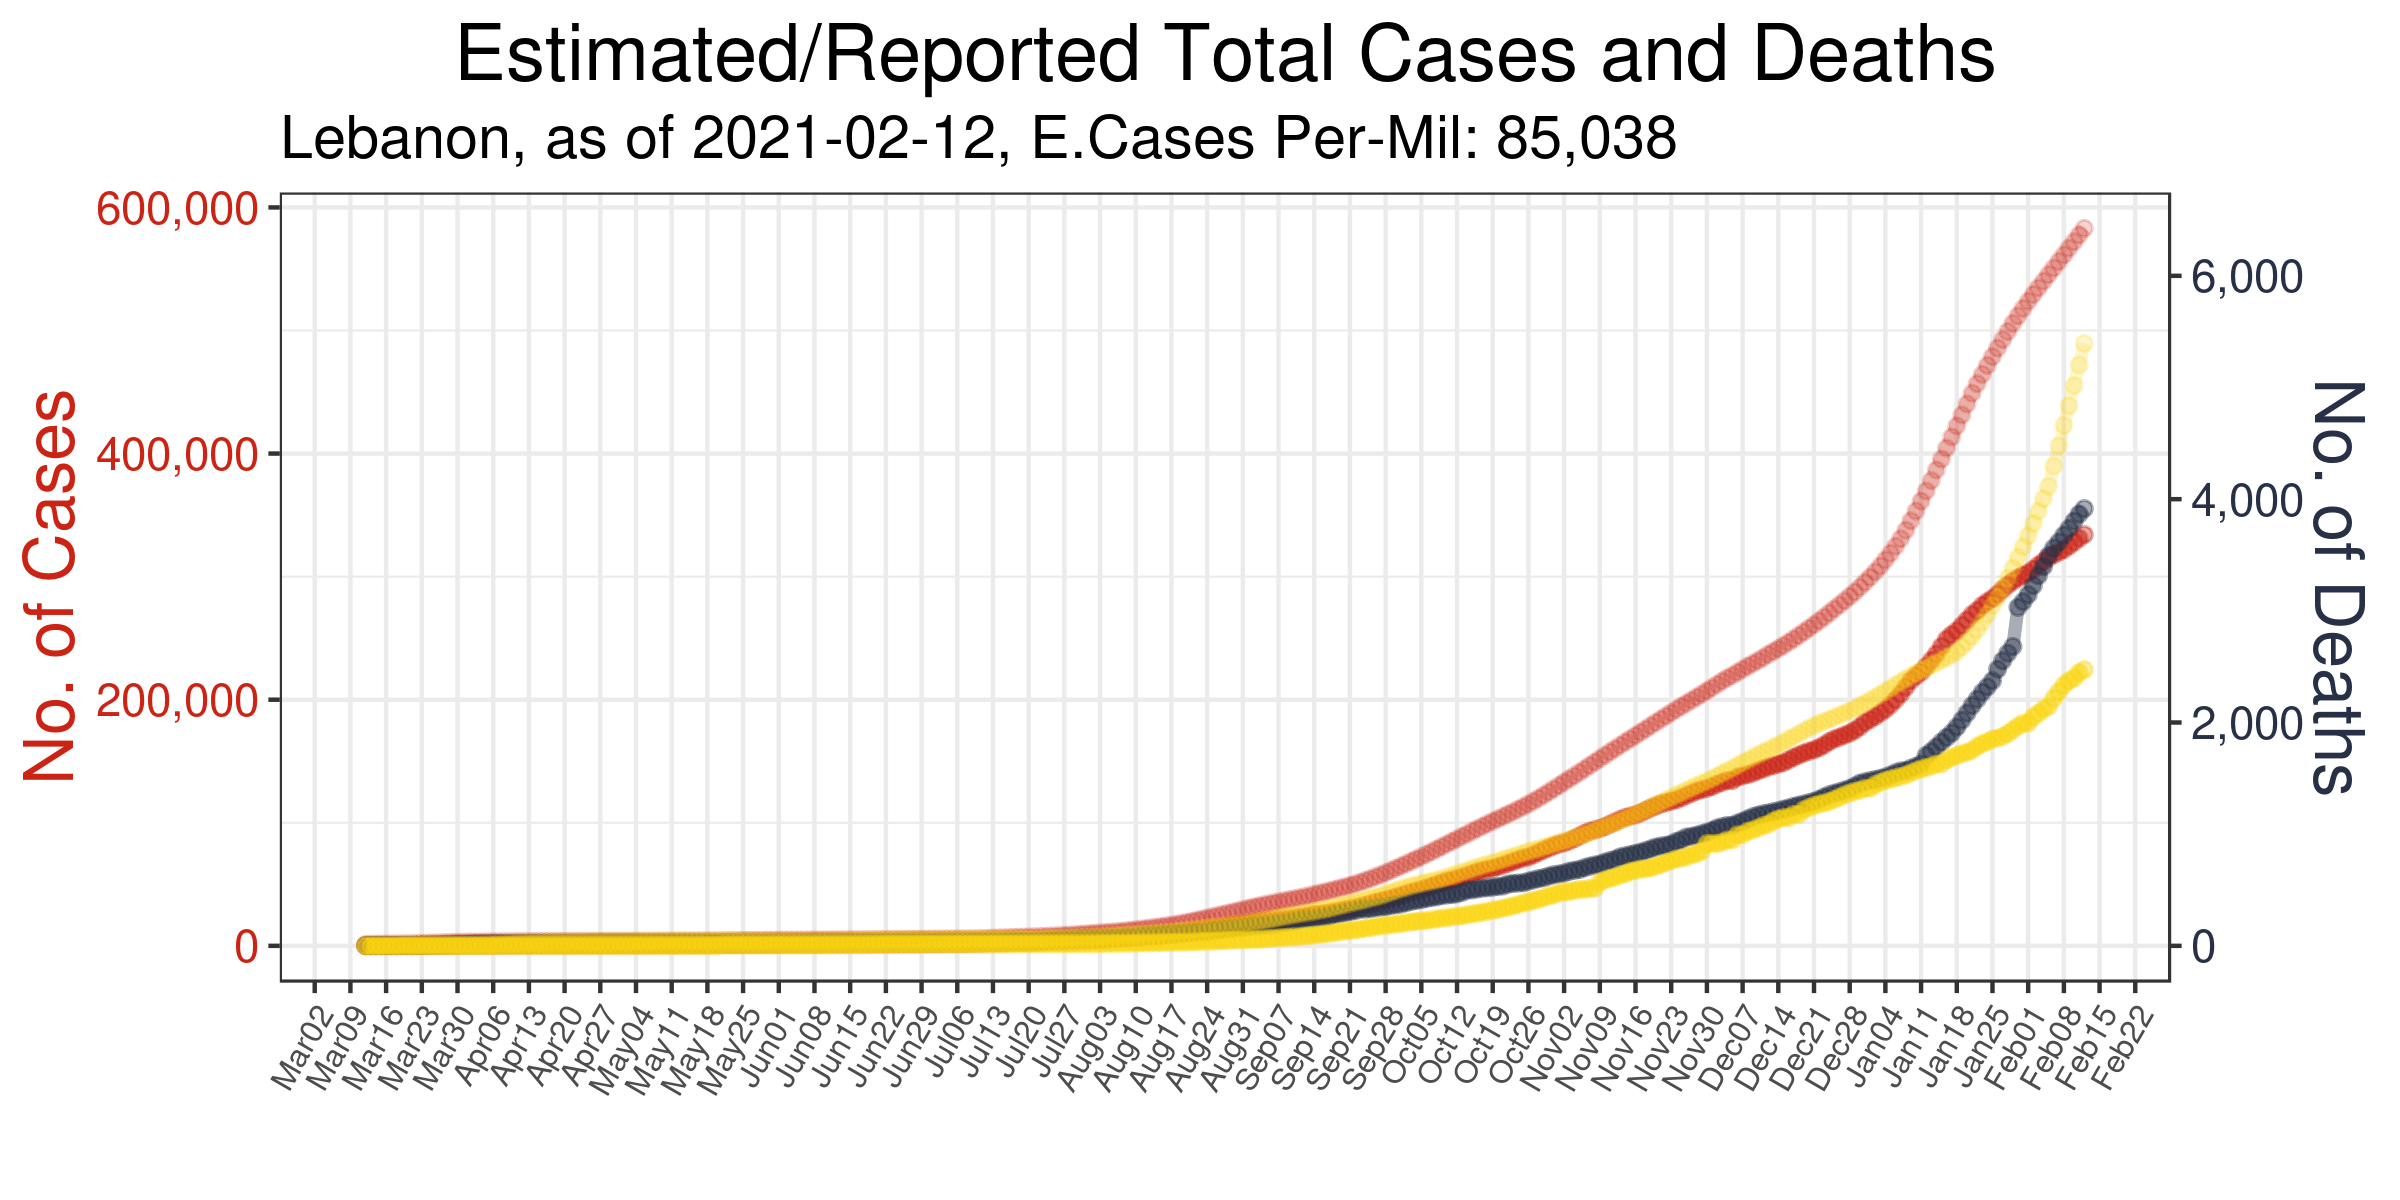 Estimated/Reported Total Cases and Deaths
Lebanon, as of 2021-02-12, E.Cases Per-Mil: 85,038
No. of Cases
600,000
400,000
200,000
0
6,000
4,000
2,000
0
No. of Deaths
Mar02
Mar09
Mar16
Mar23
Mar30
Apr06
Apr13
Apr20
Apr27
May04
May11
May18
May25
Jun01
Jun08
Jun15
Jun22
Jun29
Jul06
Jul13
Jul20
Jul27
Aug03
Aug10
Aug17
Aug24
Aug31
Sep07
Sep14
Sep21
Sep28
Oct05
Oct12
Oct19
Oct26
Nov02
Nov09
Nov16
Nov23
Nov30
Dec07
Dec14
Dec21
Dec28
Jan04
Jan11
Jan18
Jan25
Feb01
Feb08
Feb15
Feb22